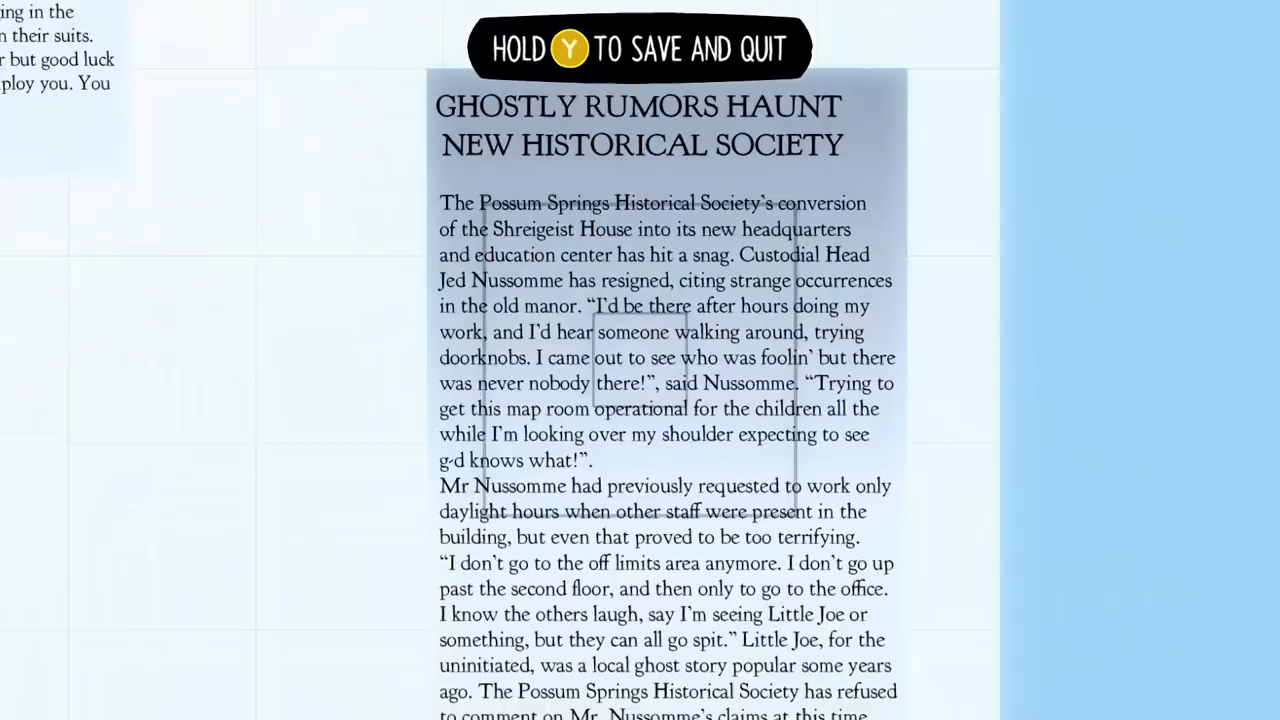 ing in the
n their suits.
r but good luck
ploy you. You
HOLD Y TO SAVE AND QUIT
GHOSTLY RUMORS HAUNT
NEW HISTORICAL SOCIETY
The Possum Springs Historical Society's conversion
of the Shreigeist House into its new headquarters
and education center has hit a snag. Custodial Head
Jed Nussomme has resigned, citing strange occurrences
in the old manor. “I'd be there after hours doing my
work, and I'd hear someone walking around, trying
doorknobs. I came out to see who was foolin' but there
was never nobody there!”, said Nussomme. “Trying to
get this map room operational for the children all the
while I'm looking over my shoulder expecting to see
g-d knows what!”.
Mr Nussomme had previously requested to work only
daylight hours when other staff were present in the
building, but even that proved to be too terrifying.
“I don't go to the off limits area anymore. I don't go up
past the second floor, and then only to go to the office.
I know the others laugh, say I'm seeing Little Joe or
something, but they can all go spit.” Little Joe, for the
uninitiated, was a local ghost story popular some years
ago. The Possum Springs Historical Society has refused
to comment on Mr. Nussomme's claims at this time